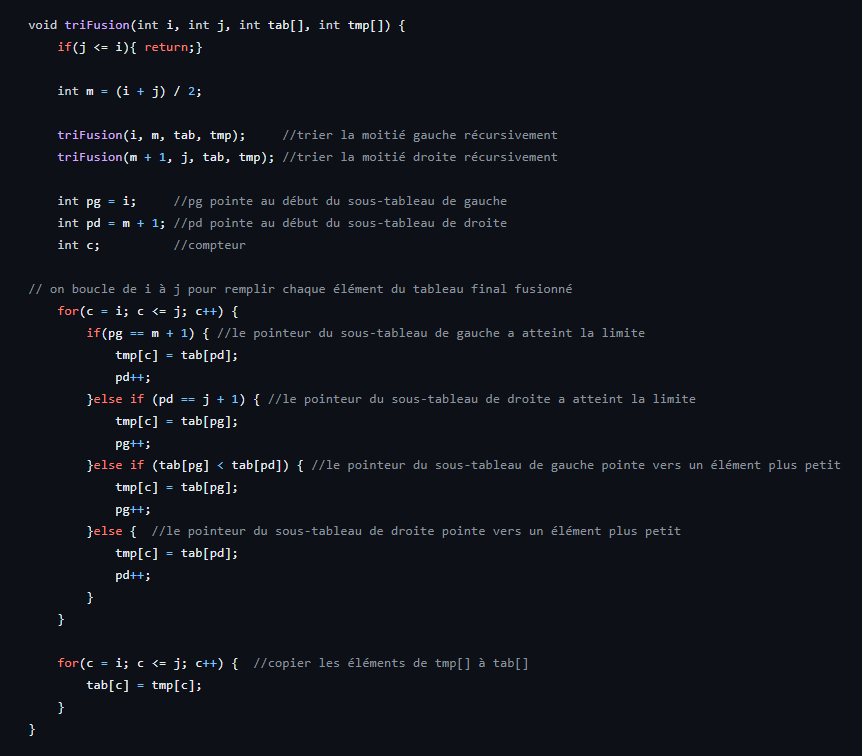 void triFusion(int i, int j, int tab[], int tmp[]) {
    if(j <= i){ return;}

    int m = (i + j) / 2;

    triFusion(i, m, tab, tmp);     //trier la moitié gauche récursivement
    triFusion(m + 1, j, tab, tmp); //trier la moitié droite récursivement

    int pg = i;     //pg pointe au début du sous-tableau de gauche
    int pd = m + 1; //pd pointe au début du sous-tableau de droite
    int c;          //compteur

// on boucle de i à j pour remplir chaque élément du tableau final fusionné
    for(c = i; c <= j; c++) {
        if(pg == m + 1) { //le pointeur du sous-tableau de gauche a atteint la limite
            tmp[c] = tab[pd];
            pd++;
        }else if (pd == j + 1) { //le pointeur du sous-tableau de droite a atteint la limite
            tmp[c] = tab[pg];
            pg++;
        }else if (tab[pg] < tab[pd]) { //le pointeur du sous-tableau de gauche pointe vers un élément plus petit
            tmp[c] = tab[pg];
            pg++;
        }else {  //le pointeur du sous-tableau de droite pointe vers un élément plus petit
            tmp[c] = tab[pd];
            pd++;
        }
    }

    for(c = i; c <= j; c++) {  //copier les éléments de tmp[] à tab[]
        tab[c] = tmp[c];
    }
}